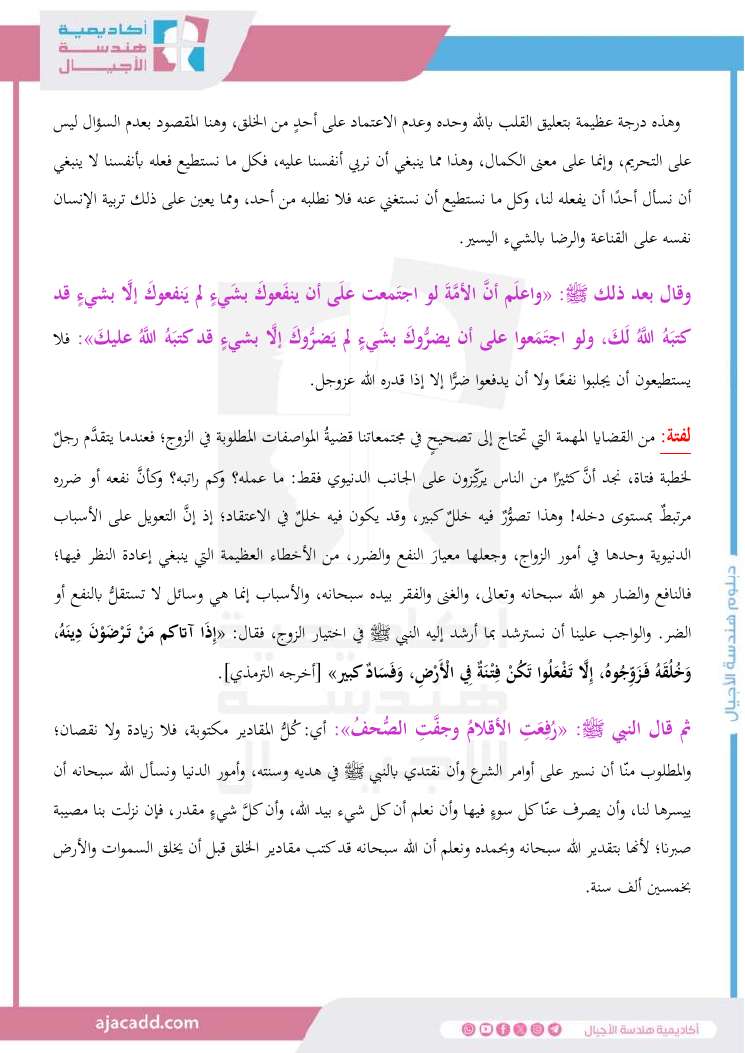 أكاديمية
هندسة
الأجيال
وهذه درجة عظيمة بتعليق القلب بالله وحده وعدم الاعتماد على أحدٍ من الخلق، وهنا المقصود بعدم السؤال ليس
على التحريم، وإنما على معنى الكمال، وهذا مما ينبغي أن نربي أنفسنا عليه، فكل ما نستطيع فعله بأنفسنا لا ينبغي
أن نسأل أحدًا أن يفعله لنا، وكل ما نستطيع أن نستغني عنه فلا نطلبه من أحد، ومما يعين على ذلك تربية الإنسان
نفسه على القناعة والرضا بالشيء اليسير.
وقال بعد ذلك ﷺ: «واعلَم أنَّ الأمَّةَ لو اجتَمعت علَى أن ينفَعوكَ بشَيءٍ لم يَنفعوكَ إلَّا بشيءٍ قد
كتبَهُ اللَّهُ لَكَ، ولو اجتَمَعوا على أن يضرُّوكَ بشَيءٍ لم يَضرُّوكَ إلَّا بشيءٍ قد كتبَهُ اللَّهُ عليكَ»: فلا
يستطيعون أن يجلبوا نفعًا ولا أن يدفعوا ضرًّا إلا إذا قدره الله عزوجل.
لفتة: من القضايا المهمة التي تحتاج إلى تصحيحٍ في مجتمعاتنا قضيةُ المواصفات المطلوبة في الزوج؛ فعندما يتقدَّم رجلٌ
لخطبة فتاة، نجد أنَّ كثيرًا من الناس يركِّزون على الجانب الدنيوي فقط: ما عمله؟ وكم راتبه؟ وكأنَّ نفعه أو ضرره
مرتبطٌ بمستوى دخله! وهذا تصوُّرٌ فيه خللٌ كبير، وقد يكون فيه خللٌ في الاعتقاد؛ إذ إنَّ التعويل على الأسباب
الدنيوية وحدها في أمور الزواج، وجعلها معيارَ النفع والضرر، من الأخطاء العظيمة التي ينبغي إعادة النظر فيها؛
فالنافع والضار هو الله سبحانه وتعالى، والغنى والفقر بيده سبحانه، والأسباب إنما هي وسائل لا تستقلُّ بالنفع أو
الضر. والواجب علينا أن نسترشد بما أرشد إليه النبي ﷺ في اختيار الزوج، فقال: «إِذَا آتاكم مَنْ تَرْضَوْنَ دِينَهُ،
وَخُلُقَهُ فَزَوِّجُوهُ، إِلَّا تَفْعَلُوا تَكُنْ فِتْنَةٌ فِي الْأَرْضِ، وَفَسَادٌ كبير» [أخرجه الترمذي].
ثم قال النبي ﷺ: «رُفِعَتِ الأقلامُ وجفَّتِ الصُّحفُ»: أي: كُلُّ المقادير مكتوبة، فلا زيادة ولا نقصان؛
والمطلوب منّا أن نسير على أوامر الشرع وأن نقتدي بالنبي ﷺ في هديه وسنته، وأمور الدنيا ونسأل الله سبحانه أن
ييسرها لنا، وأن يصرف عنّا كل سوءٍ فيها وأن نعلم أن كل شيء بيد الله، وأن كلَّ شيءٍ مقدر، فإن نزلت بنا مصيبة
صبرنا؛ لأنها بتقدير الله سبحانه وبحمده ونعلم أن الله سبحانه قد كتب مقادير الخلق قبل أن يخلق السموات والأرض
بخمسين ألف سنة.
أكاديمية
هندسة
الأجيال
دبلوم هندسة الأجيال
أكاديمية هندسة الأجيال
ajacadd.com